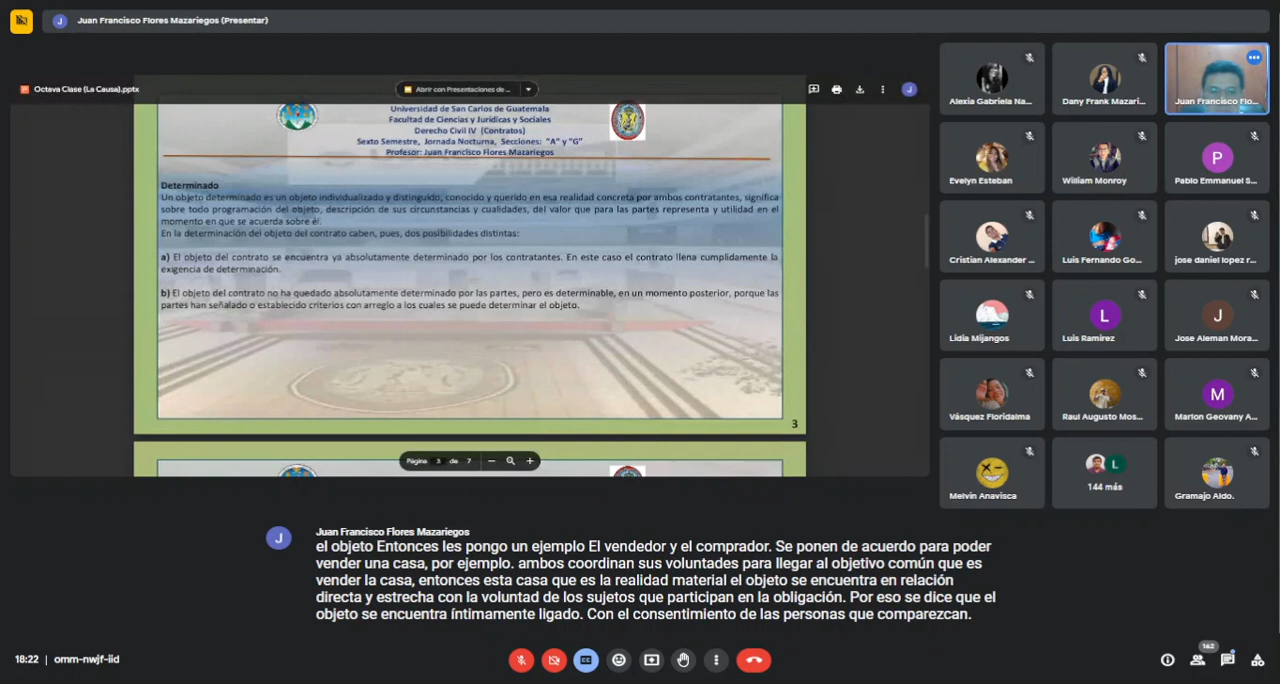 J Juan Francisco Flores Mazariegos (Presentar)
Octava Clase (La Causa).pptx
Abrir con Presentaciones de ...
J
Universidad de San Carlos de Guatemala
Facultad de Ciencias y Jurídicas y Sociales
Derecho Civil IV (Contratos)
Sexto Semestre, Jornada Nocturna, Secciones: "A" y "G"
Profesor: Juan Francisco Flores Mazariegos
Determinado
Un objeto determinado es un objeto individualizado y distinguido, conocido y querido en esa realidad concreta por ambos contratantes, significa
sobre todo programación del objeto, descripción de sus circunstancias y cualidades, del valor que para las partes representa y utilidad en el
momento en que se acuerda sobre él.
En la determinación del objeto del contrato caben, pues, dos posibilidades distintas:
a) El objeto del contrato se encuentra ya absolutamente determinado por los contratantes. En este caso el contrato llena cumplidamente la
exigencia de determinación.
b) El objeto del contrato no ha quedado absolutamente determinado por las partes, pero es determinable, en un momento posterior, porque las
partes han señalado o establecido criterios con arreglo a los cuales se puede determinar el objeto.
3
Página 3 de 7
Alexia Gabriela Na...
Dany Frank Mazari...
Juan Francisco Flo...
Evelyn Esteban
William Monroy
P
Pablo Emmanuel S...
Cristian Alexander ...
Luis Fernando Go...
jose daniel lopez r...
Lidia Mijangos
L
Luis Ramirez
J
Jose Aleman Mora...
Vásquez Floridalma
Raul Augusto Mos...
M
Marlon Geovany A...
Melvin Anavisca
L
144 más
Gramajo Aldo.
J
Juan Francisco Flores Mazariegos
el objeto Entonces les pongo un ejemplo El vendedor y el comprador. Se ponen de acuerdo para poder
vender una casa, por ejemplo. ambos coordinan sus voluntades para llegar al objetivo común que es
vender la casa, entonces esta casa que es la realidad material el objeto se encuentra en relación
directa y estrecha con la voluntad de los sujetos que participan en la obligación. Por eso se dice que el
objeto se encuentra íntimamente ligado. Con el consentimiento de las personas que comparezcan.
18:22 | omm-nwjf-iid
CC
162